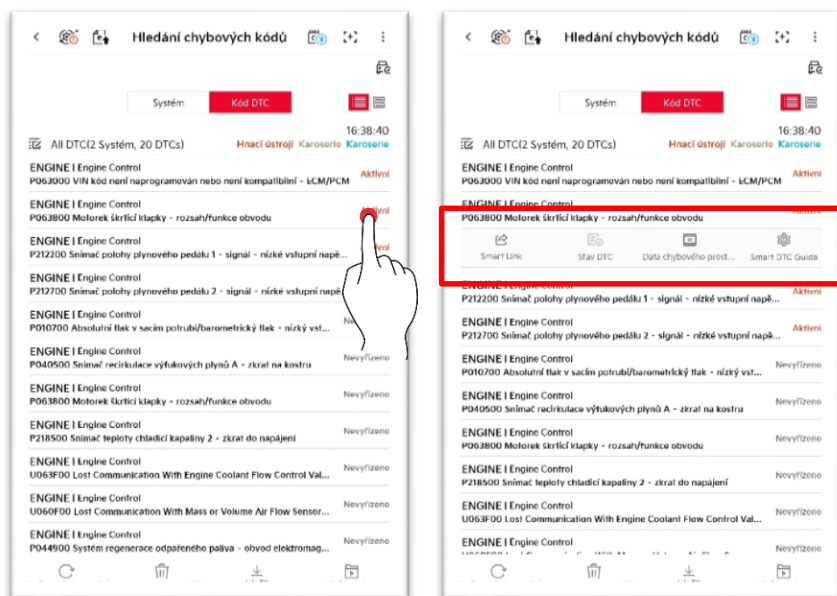 Hledání chybových kódů
Systém
Kód DTC
16:38:40
All DTC(2 Systém, 20 DTCs)
Hnací ústrojí Karoserie Karoserie
ENGINE I Engine Control
P063000 VIN kód není naprogramován nebo není kompatibilní - ECM/PCM
Aktivní
ENGINE I Engine Control
P063800 Motorek škrtící klapky - rozsah/funkce obvodu
ENGINE I Engine Control
P212200 Snímač polohy plynového pedálu 1 - signál - nízké vstupní napě...
ENGINE I Engine Control
P212700 Snímač polohy plynového pedálu 2 - signál - nízké vstupní napě
ENGINE I Engine Control
P010700 Absolutní tlak v sacím potrubí/barometrický tlak - nízký vst...
ENGINE I Engine Control
P040500 Snímač recirkulace výfukových plynů A - zkrat na kostru
Nevyřízeno
ENGINE I Engine Control
P063800 Motorek škrtící klapky - rozsah/funkce obvodu
Nevyřízeno
ENGINE I Engine Control
P218500 Snímač teploty chladicí kapaliny 2 - zkrat do napájení
Nevyřízeno
ENGINE I Engine Control
U063F00 Lost Communication With Engine Coolant Flow Control Val...
Nevyřízeno
ENGINE I Engine Control
U060F00 Lost Communication With Mass or Volume Air Flow Sensor...
Nevyřízeno
ENGINE I Engine Control
P044900 Systém regenerace odpařeného paliva - obvod elektromag...
Nevyřízeno
Hledání chybových kódů
Systém
Kód DTC
16:38:40
All DTC(2 Systém, 20 DTCs)
Hnací ústrojí Karoserie Karoserie
ENGINE I Engine Control
P063000 VIN kód není naprogramován nebo není kompatibilní - ECM/PCM
Aktivní
ENGINE I Engine Control
P063800 Motorek škrtící klapky - rozsah/funkce obvodu
Smart Link
Stav DTC
Data chybového prost...
Smart DTC Guide
P212200 Snímač polohy plynového pedálu 1 - signál - nízké vstupní napě...
Aktivní
ENGINE I Engine Control
P212700 Snímač polohy plynového pedálu 2 - signál - nízké vstupní napě...
Aktivní
ENGINE I Engine Control
P010700 Absolutní tlak v sacím potrubí/barometrický tlak - nízký vst...
Nevyřízeno
ENGINE I Engine Control
P040500 Snímač recirkulace výfukových plynů A - zkrat na kostru
Nevyřízeno
ENGINE I Engine Control
P063800 Motorek škrtící klapky - rozsah/funkce obvodu
Nevyřízeno
ENGINE I Engine Control
P218500 Snímač teploty chladicí kapaliny 2 - zkrat do napájení
Nevyřízeno
ENGINE I Engine Control
U063F00 Lost Communication With Engine Coolant Flow Control Val...
Nevyřízeno
ENGINE I Engine Control
Nevyřízeno